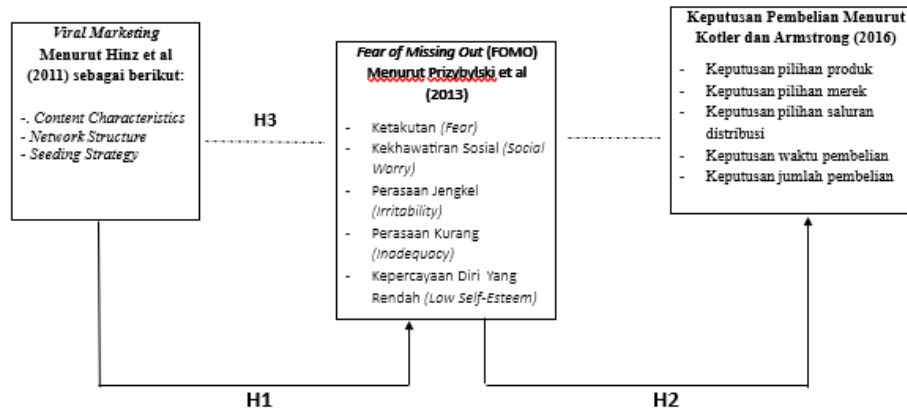 Viral Marketing
Menurut Hinz et al
(2011) sebagai berikut:
-. Content Characteristics
- Network Structure
- Seeding Strategy
H3
Fear of Missing Out (FOMO)
Menurut Prizybylski et al
(2013)
- Ketakutan (Fear)
- Kekhawatiran Sosial (Social
Worry)
- Perasaan Jengkel
(Irritability)
- Perasaan Kurang
(Inadequacy)
- Kepercayaan Diri Yang
Rendah (Low Self-Esteem)
Keputusan Pembelian Menurut
Kotler dan Armstrong (2016)
- Keputusan pilihan produk
- Keputusan pilihan merek
- Keputusan pilihan saluran
distribusi
- Keputusan waktu pembelian
- Keputusan jumlah pembelian
H1
H2